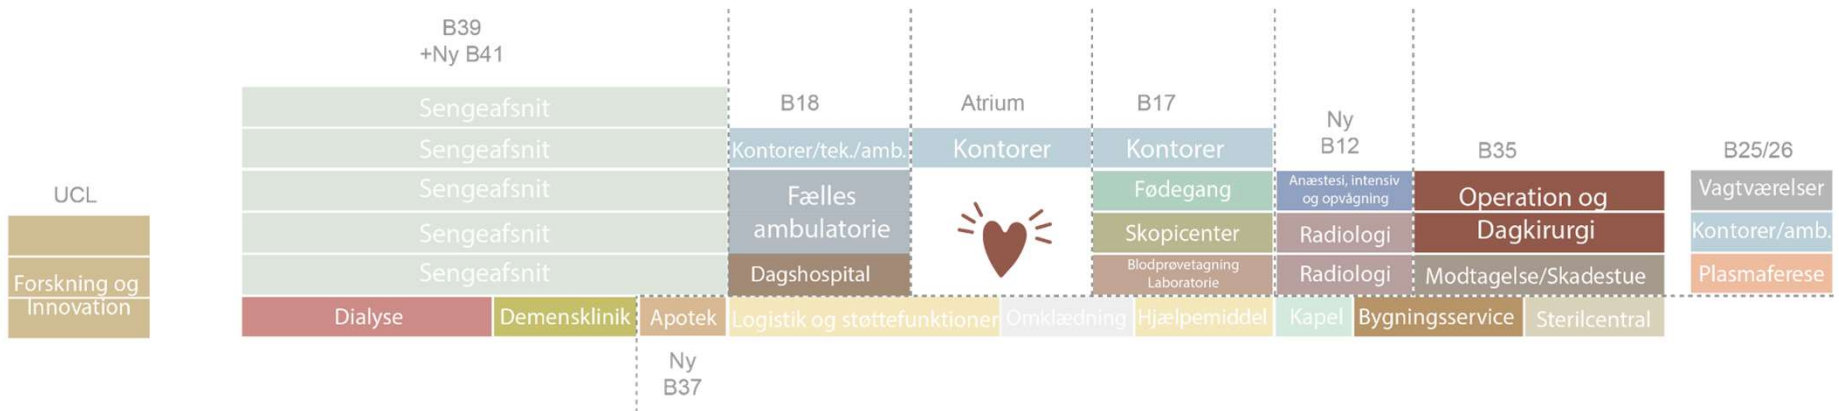 B39
+Ny B41
B18
Atrium
B17
Ny
B12
B35
B25/26
UCL
Sengeafsnit
Sengeafsnit
Kontorer/tek./amb.
Kontorer
Kontorer
Sengeafsnit
Fælles
ambulatorie
Fødegang
Anæstesi, intensiv
og opvågning
Operation og
Dagkirurgi
Vagtværelser
Sengeafsnit
Skopicenter
Radiologi
Kontorer/amb.
Forskning og
Innovation
Sengeafsnit
Dagshospital
Blodprøvetagning
Laboratorie
Radiologi
Modtagelse/Skadestue
Plasmaferese
Dialyse
Demensklinik
Apotek
Logistik og støttefunktioner
Omklædning
Hjælpemiddel
Kapel
Bygningsservice
Sterilcentral
Ny
B37